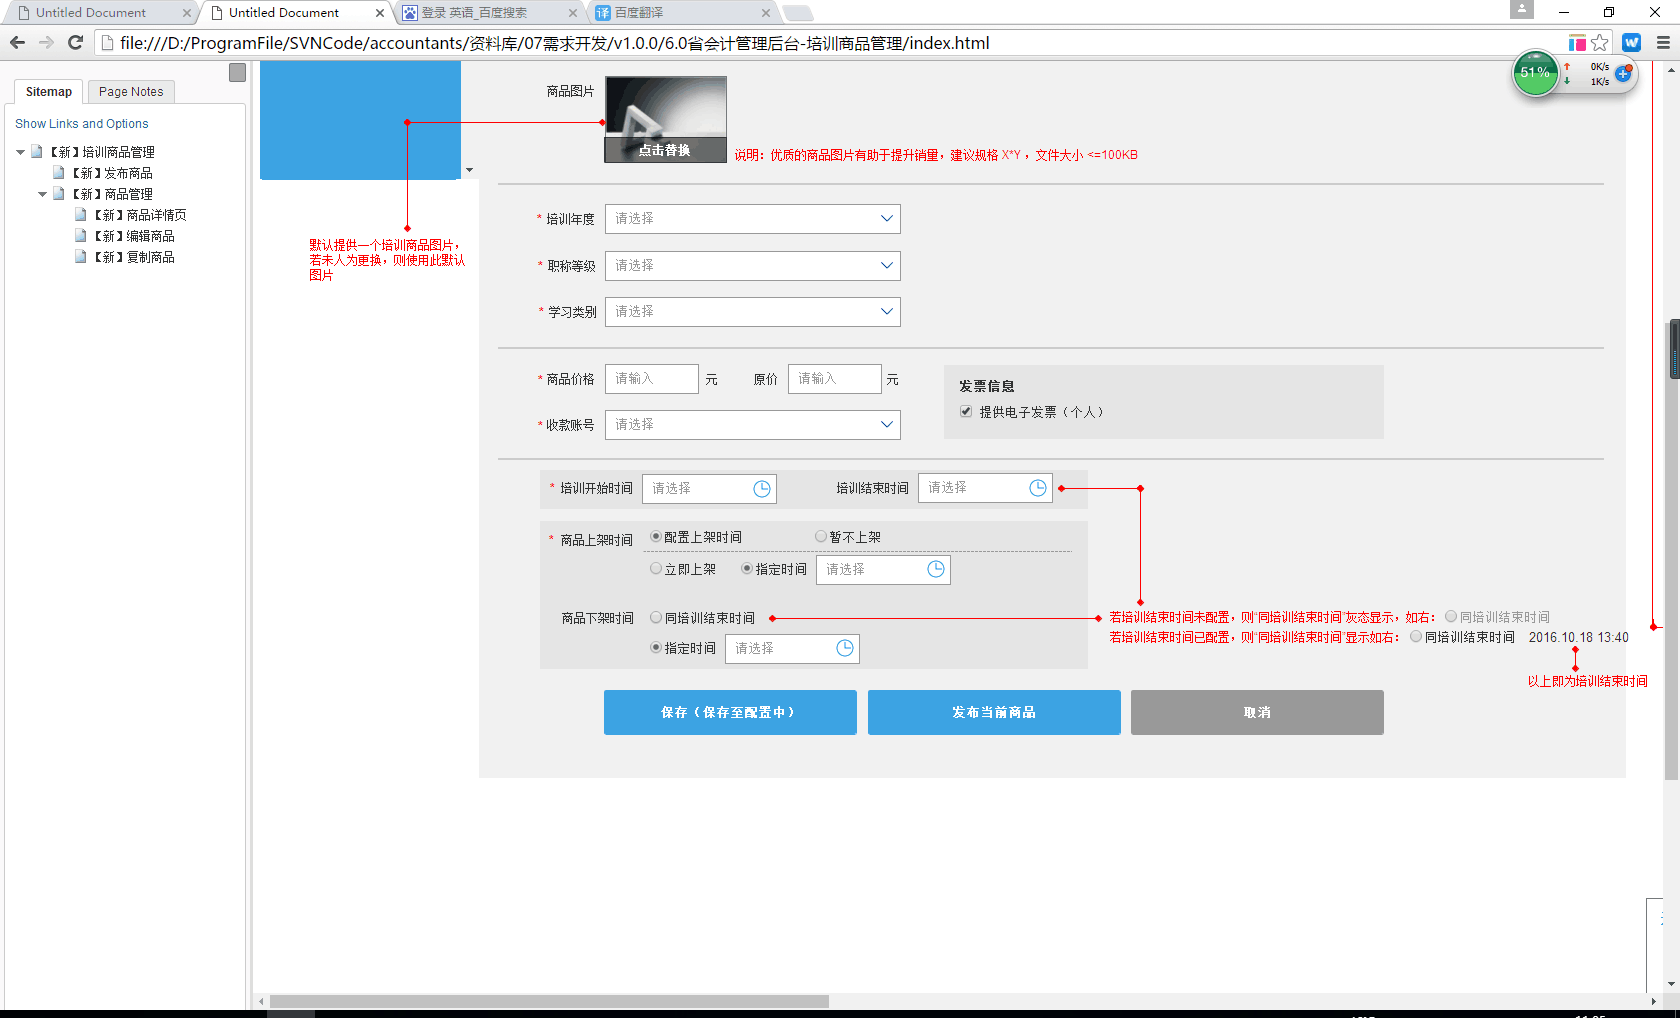 Untitled Document
Untitled Document
登录 英语_百度搜索
译 百度翻译
file:///D:/ProgramFile/SVNCode/accountants/资料库/07需求开发/v1.0.0/6.0省会计管理后台-培训商品管理/index.html
W
51%
0K/s
1K/s
Sitemap
Page Notes
Show Links and Options
【新】培训商品管理
【新】发布商品
【新】商品管理
【新】商品详情页
【新】编辑商品
【新】复制商品
商品图片
点击替换
说明：优质的商品图片有助于提升销量，建议规格 X*Y ，文件大小 <=100KB
默认提供一个培训商品图片，
若未人为更换，则使用此默认
图片
* 培训年度 请选择
* 职称等级 请选择
* 学习类别 请选择
* 商品价格 请输入 元 原价 请输入 元
* 收款账号 请选择
发票信息
提供电子发票（个人）
* 培训开始时间 请选择 培训结束时间 请选择
* 商品上架时间 配置上架时间 暂不上架
立即上架 指定时间 请选择
商品下架时间 同培训结束时间
指定时间 请选择
若培训结束时间未配置，则“同培训结束时间”灰态显示，如右： 同培训结束时间
若培训结束时间已配置，则“同培训结束时间”显示如右： 同培训结束时间 2016.10.18 13:40
以上即为培训结束时间
保存（保存至配置中）
发布当前商品
取消